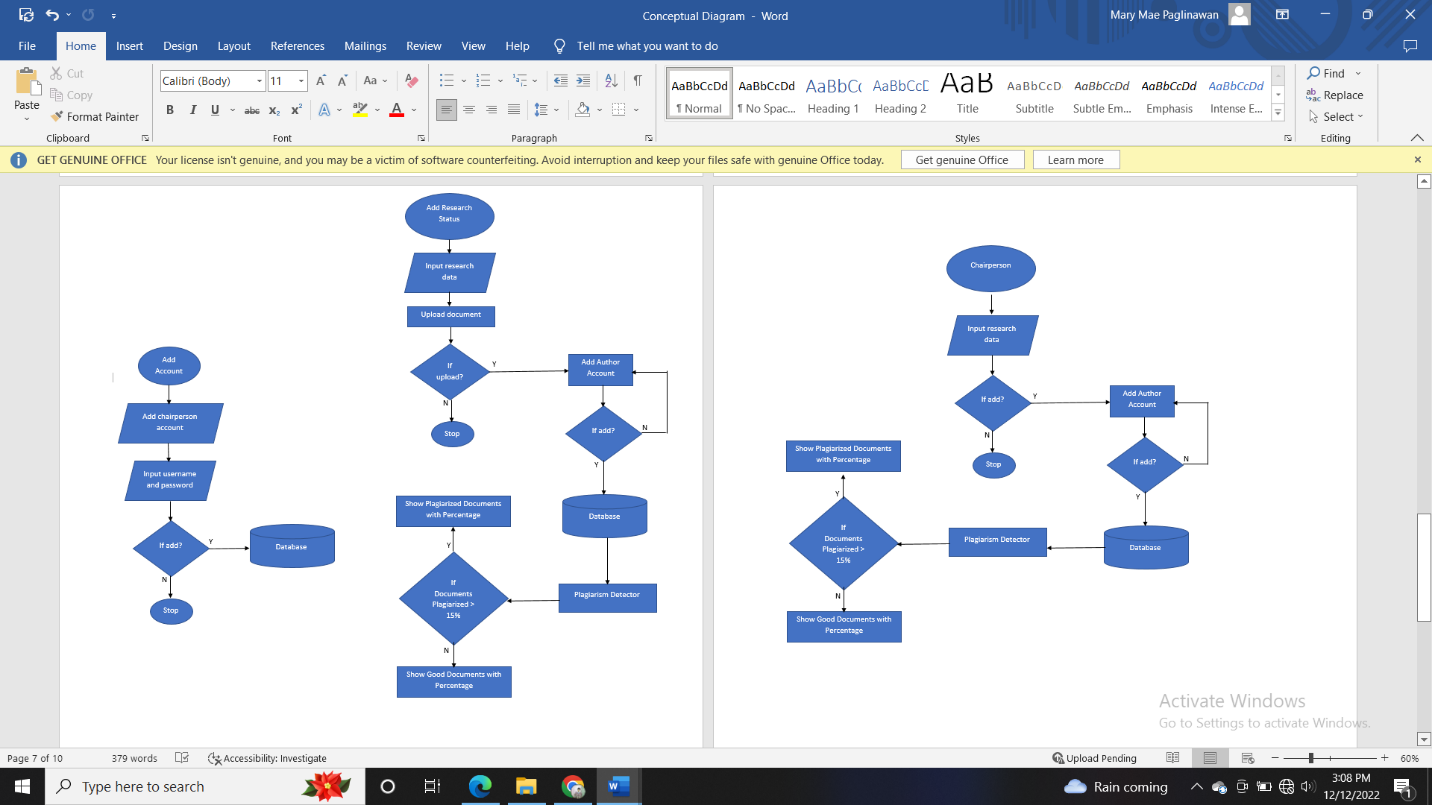 Conceptual Diagram - Word
Mary Mae Paglinawan
File Home Insert Design Layout References Mailings Review View Help Tell me what you want to do
Paste
Cut
Copy
Format Painter
Clipboard
Calibri (Body) 11
Font
Paragraph
AaBbCcDd AaBbCcDd AaBbCc AaBbCcC AaB AaBbCcD AaBbCcDd AaBbCcDd AaBbCcDd
¶ Normal ¶ No Spac... Heading 1 Heading 2 Title Subtitle Subtle Em... Emphasis Intense E...
Styles
Find
Replace
Select
Editing
GET GENUINE OFFICE Your license isn't genuine, and you may be a victim of software counterfeiting. Avoid interruption and keep your files safe with genuine Office today. Get genuine Office Learn more
Add
Account
Add chairperson
account
Input username
and password
If add?
Y
Database
N
Stop
Add Research
Status
Input research
data
Upload document
If
upload?
Y
N
Stop
Add Author
Account
If add?
N
Y
Database
Plagiarism Detector
If
Documents
Plagiarized >
15%
Y
Show Plagiarized Documents
with Percentage
N
Show Good Documents with
Percentage
Chairperson
Input research
data
If add?
Y
N
Stop
Add Author
Account
If add?
N
Y
Database
Plagiarism Detector
If
Documents
Plagiarized >
15%
Y
Show Plagiarized Documents
with Percentage
N
Show Good Documents with
Percentage
Activate Windows
Go to Settings to activate Windows.
Page 7 of 10 379 words Accessibility: Investigate Upload Pending 60%
Type here to search
Rain coming
3:08 PM
12/12/2022
1